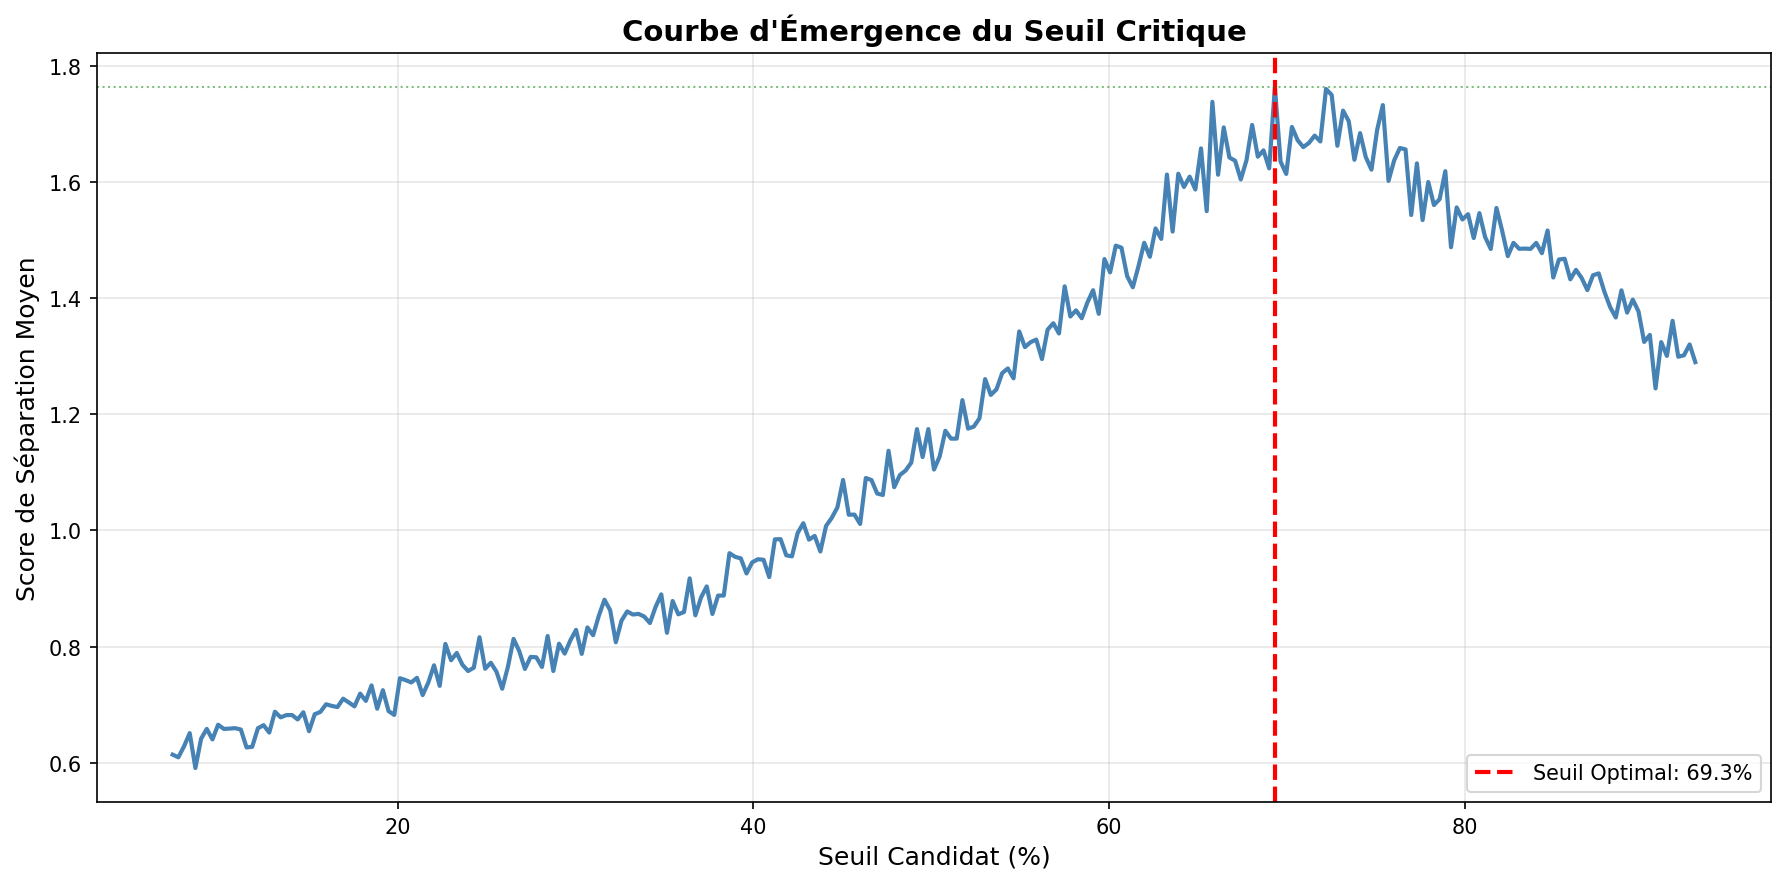 Courbe d'Émergence du Seuil Critique
Score de Séparation Moyen
1.8
1.6
1.4
1.2
1.0
0.8
0.6
Seuil Optimal: 69.3%
20 40 60 80
Seuil Candidat (%)